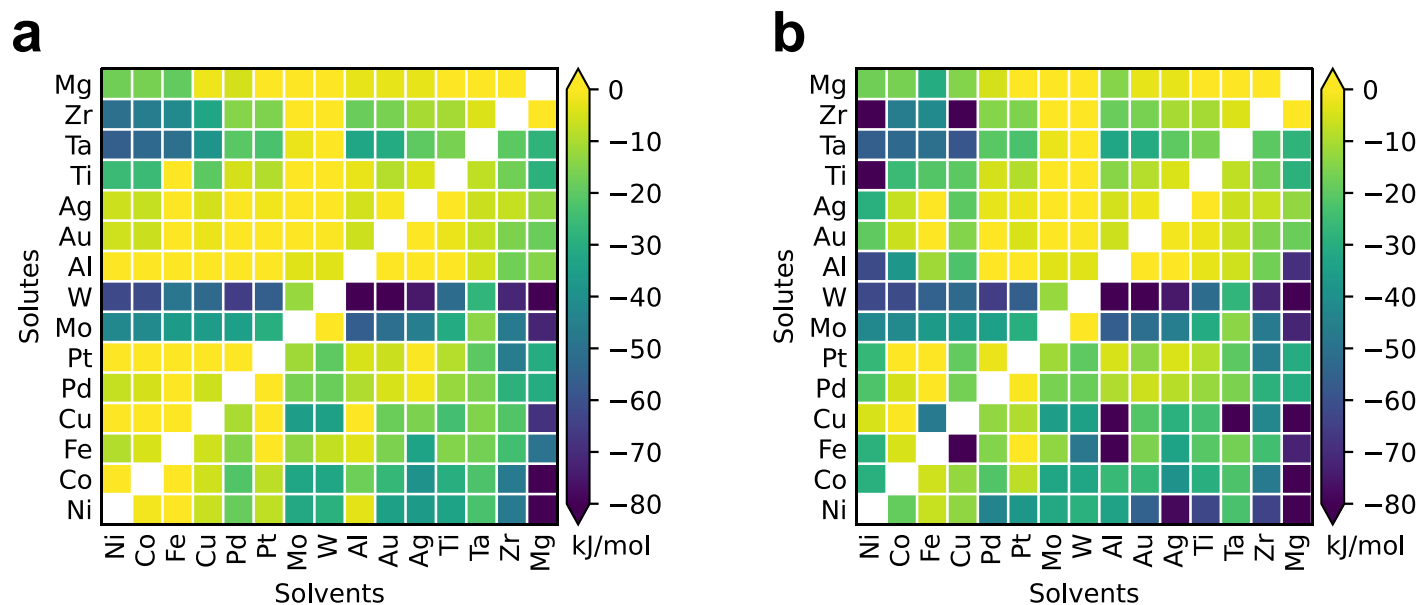 a
Mg
Zr
Ta
Ti
Ag
Au
Al
W
Mo
Pt
Pd
Cu
Fe
Co
Ni
Solutes
Ni Co Fe Cu Pd Pt Mo W Al Au Ag Ti Ta Zr Mg
Solvents
0
−10
−20
−30
−40
−50
−60
−70
−80
kJ/mol
b
Mg
Zr
Ta
Ti
Ag
Au
Al
W
Mo
Pt
Pd
Cu
Fe
Co
Ni
Solutes
Ni Co Fe Cu Pd Pt Mo W Al Au Ag Ti Ta Zr Mg
Solvents
0
−10
−20
−30
−40
−50
−60
−70
−80
kJ/mol